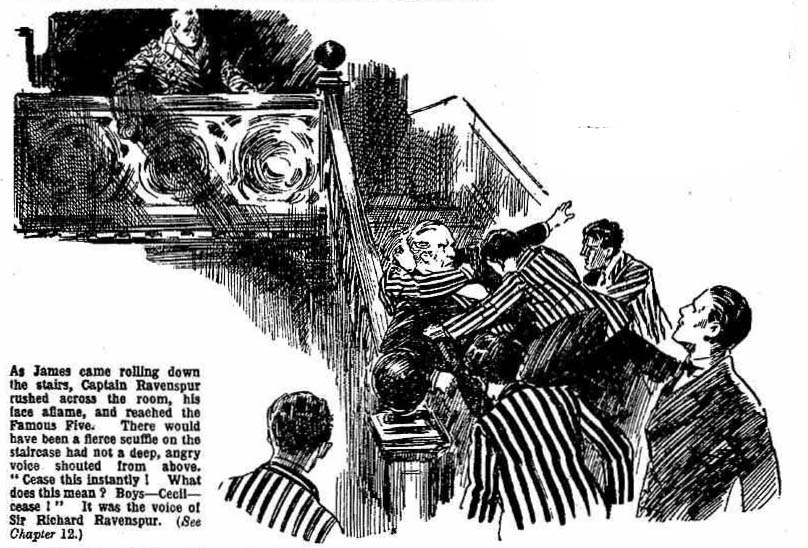 As James came rolling down
the stairs, Captain Ravenspur
rushed across the room, his
face aflame, and reached the
Famous Five. There would
have been a fierce scuffle on the
staircase had not a deep, angry
voice shouted from above.
" Cease this instantly ! What
does this mean ? Boys—Cecil—
cease ! " It was the voice of
Sir Richard Ravenspur. (See
Chapter 12.)